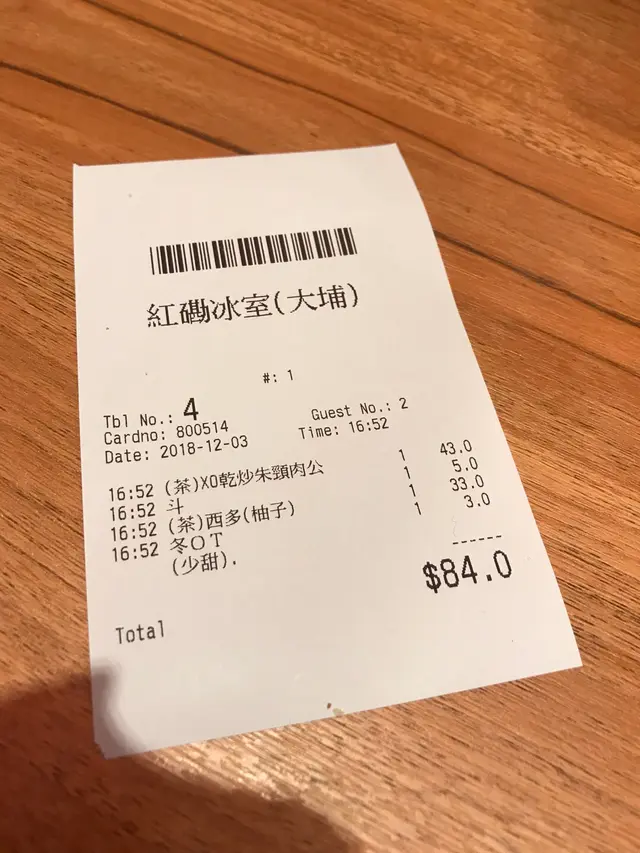 紅磡冰室(大埔)
#: 1
Tbl No.: 4
Cardno: 800514 Guest No.: 2
Date: 2018-12-03 Time: 16:52
16:52 (茶)XO乾炒朱頸肉公 1 43.0
16:52 斗 1 5.0
16:52 (茶)西多(柚子) 1 33.0
16:52 冬OT 1 3.0
(少甜).
------
$84.0
Total